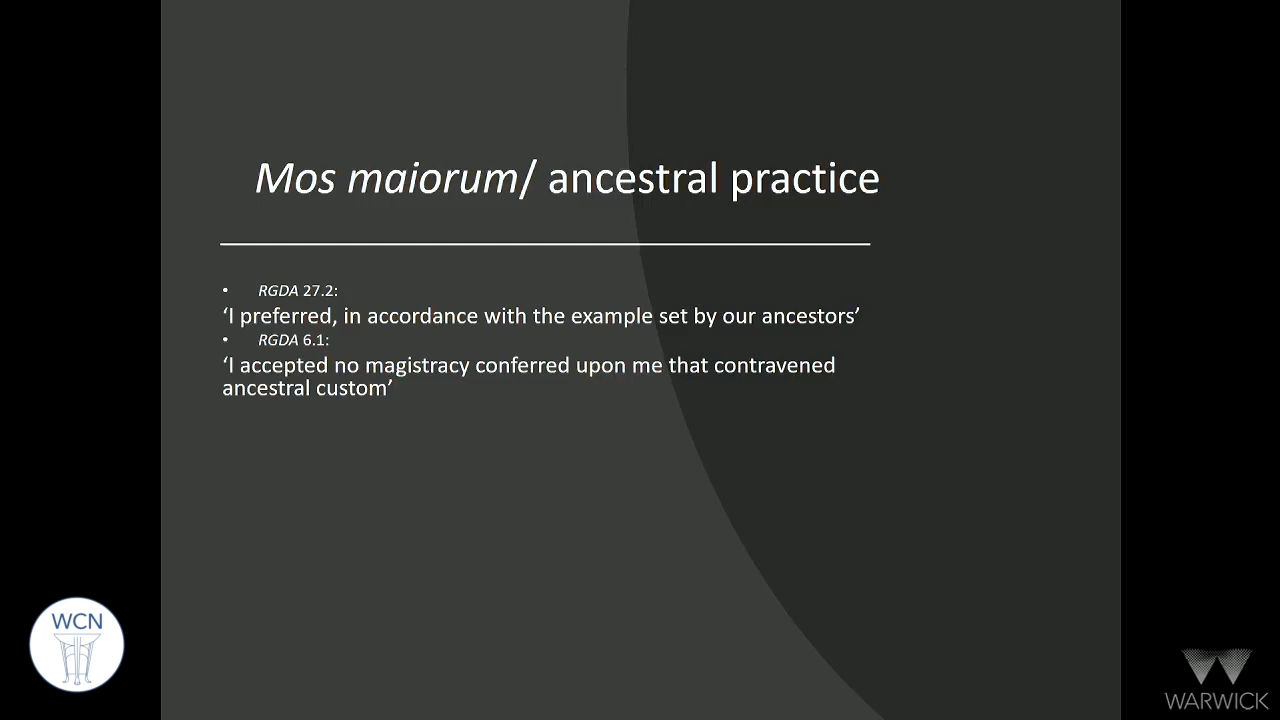 Mos maiorum/ ancestral practice
• RGDA 27.2:
‘I preferred, in accordance with the example set by our ancestors’
• RGDA 6.1:
‘I accepted no magistracy conferred upon me that contravened
ancestral custom’
WCN
WARWICK